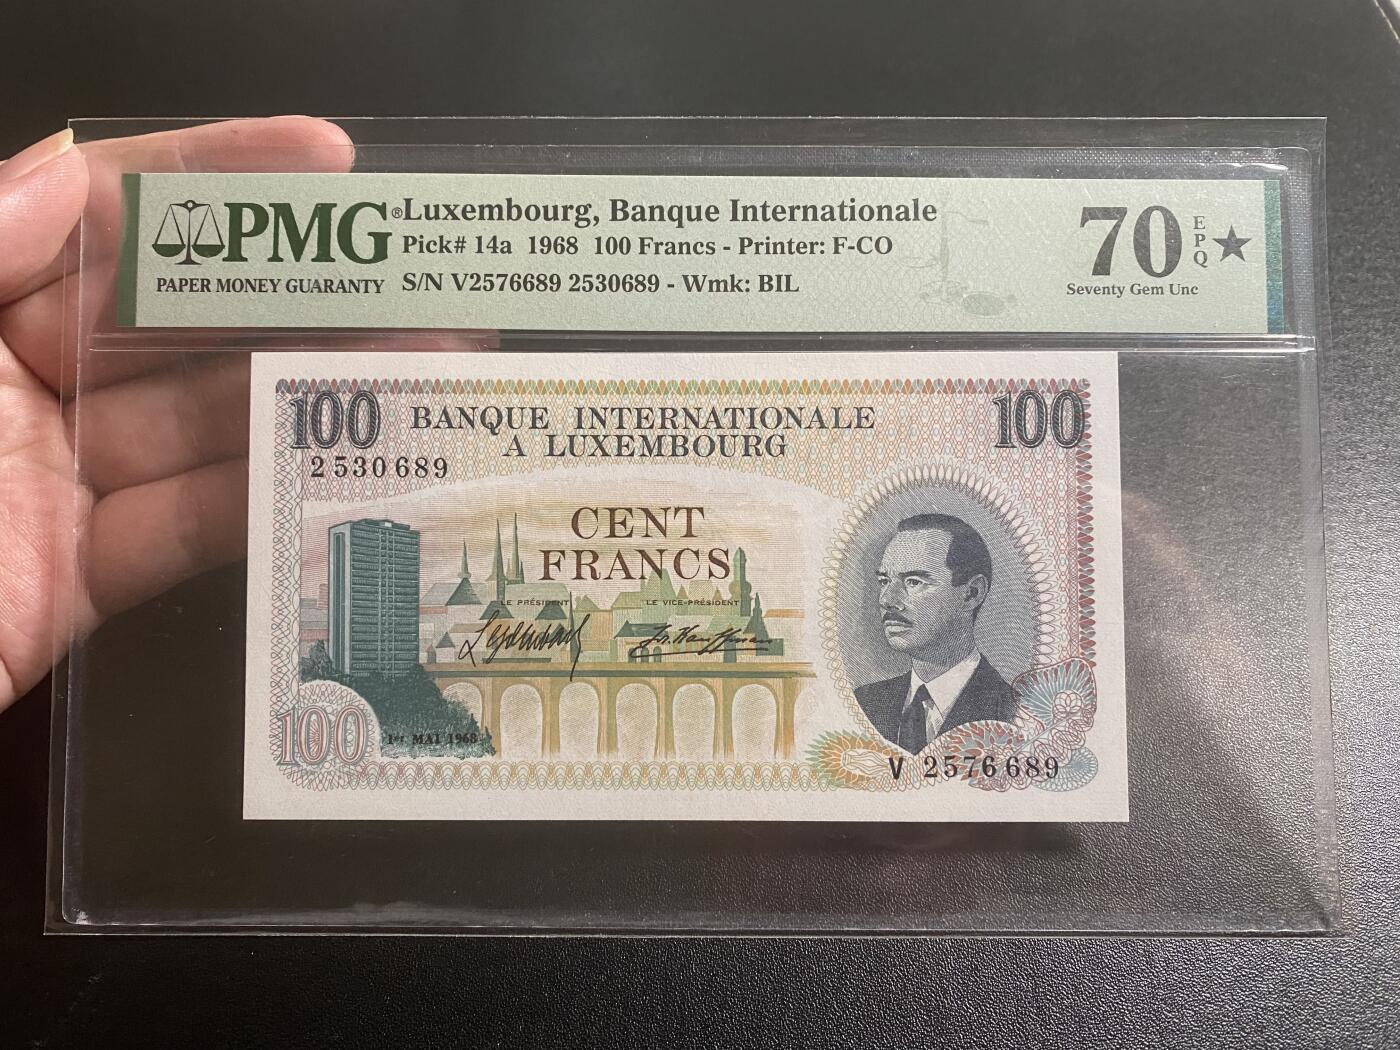 PMG®
PAPER MONEY GUARANTY
Luxembourg, Banque Internationale
Pick# 14a 1968 100 Francs - Printer: F-CO
S/N V2576689 2530689 - Wmk: BIL
70 EPQ ★
Seventy Gem Unc
100 BANQUE INTERNATIONALE 100
A LUXEMBOURG
2530689
CENT
FRANCS
LE PRÉSIDENT LE VICE-PRÉSIDENT
100
1er MAI 1968
V 2576689